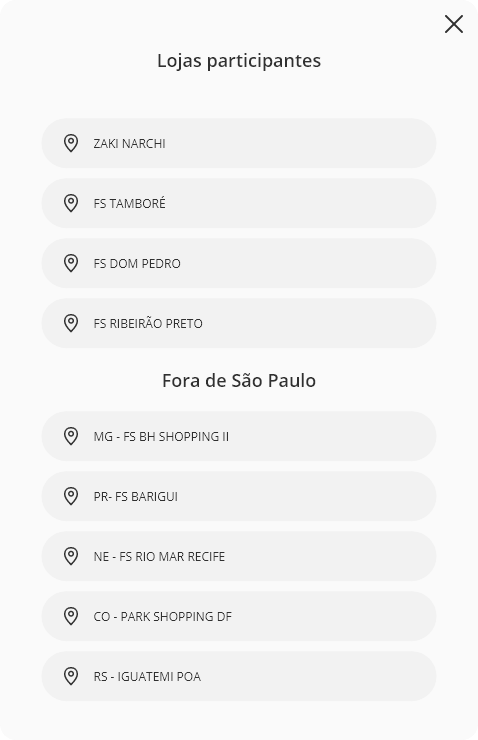 Lojas participantes
ZAKI NARCHI
FS TAMBORÉ
FS DOM PEDRO
FS RIBEIRÃO PRETO
Fora de São Paulo
MG - FS BH SHOPPING II
PR- FS BARIGUI
NE - FS RIO MAR RECIFE
CO - PARK SHOPPING DF
RS - IGUATEMI POA